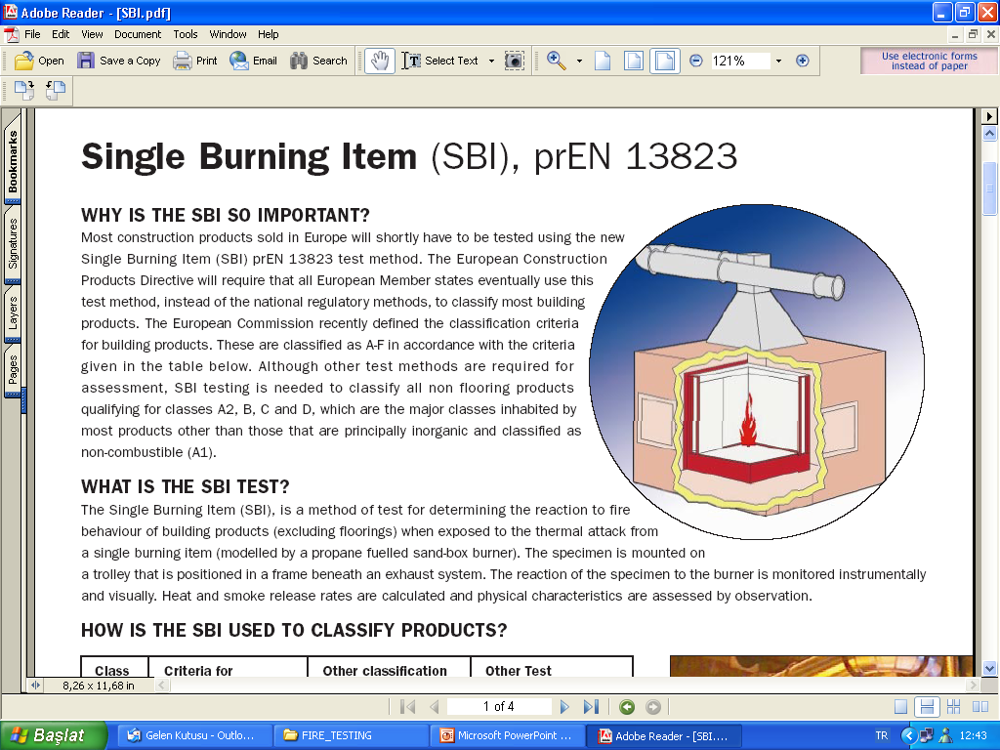 Adobe Reader - [SBI.pdf]
File Edit View Document Tools Window Help
Open Save a Copy Print Email Search Select Text 121% Use electronic forms
instead of paper
Bookmarks
Signatures
Layers
Pages
Single Burning Item (SBI), prEN 13823
WHY IS THE SBI SO IMPORTANT?
Most construction products sold in Europe will shortly have to be tested using the new
Single Burning Item (SBI) prEN 13823 test method. The European Construction
Products Directive will require that all European Member states eventually use this
test method, instead of the national regulatory methods, to classify most building
products. The European Commission recently defined the classification criteria
for building products. These are classified as A-F in accordance with the criteria
given in the table below. Although other test methods are required for
assessment, SBI testing is needed to classify all non flooring products
qualifying for classes A2, B, C and D, which are the major classes inhabited by
most products other than those that are principally inorganic and classified as
non-combustible (A1).
WHAT IS THE SBI TEST?
The Single Burning Item (SBI), is a method of test for determining the reaction to fire
behaviour of building products (excluding floorings) when exposed to the thermal attack from
a single burning item (modelled by a propane fuelled sand-box burner). The specimen is mounted on
a trolley that is positioned in a frame beneath an exhaust system. The reaction of the specimen to the burner is monitored instrumentally
and visually. Heat and smoke release rates are calculated and physical characteristics are assessed by observation.
HOW IS THE SBI USED TO CLASSIFY PRODUCTS?
Class Criteria for Other classification Other Test
8,26 x 11,68 in
1 of 4
Başlat Gelen Kutusu - Outlo... FIRE_TESTING Microsoft PowerPoint ... Adobe Reader - [SBI.... TR 12:43